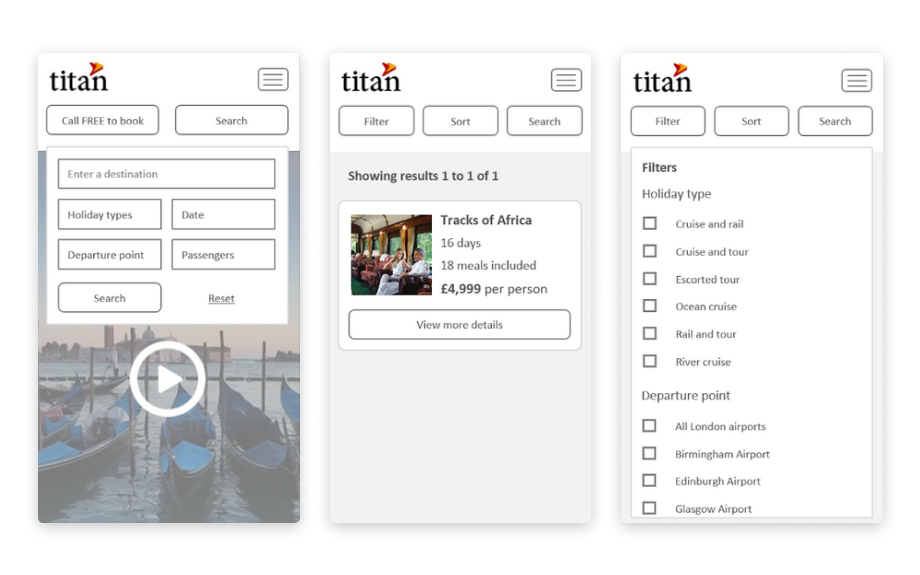 titan
Call FREE to book
Search
Enter a destination
Holiday types
Date
Departure point
Passengers
Search
Reset
titan
Filter
Sort
Search
Showing results 1 to 1 of 1
Tracks of Africa
16 days
18 meals included
£4,999 per person
View more details
titan
Filter
Sort
Search
Filters
Holiday type
Cruise and rail
Cruise and tour
Escorted tour
Ocean cruise
Rail and tour
River cruise
Departure point
All London airports
Birmingham Airport
Edinburgh Airport
Glasgow Airport